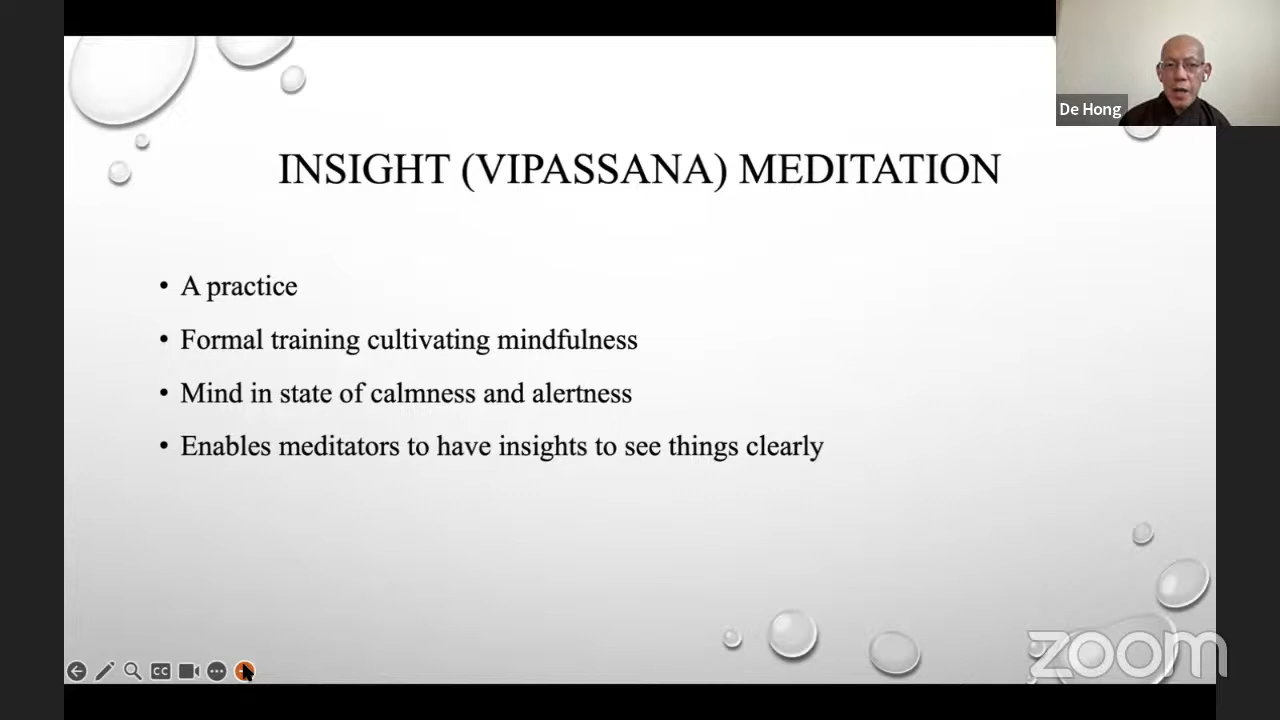 De Hong
INSIGHT (VIPASSANA) MEDITATION
• A practice
• Formal training cultivating mindfulness
• Mind in state of calmness and alertness
• Enables meditators to have insights to see things clearly
CC
zoom